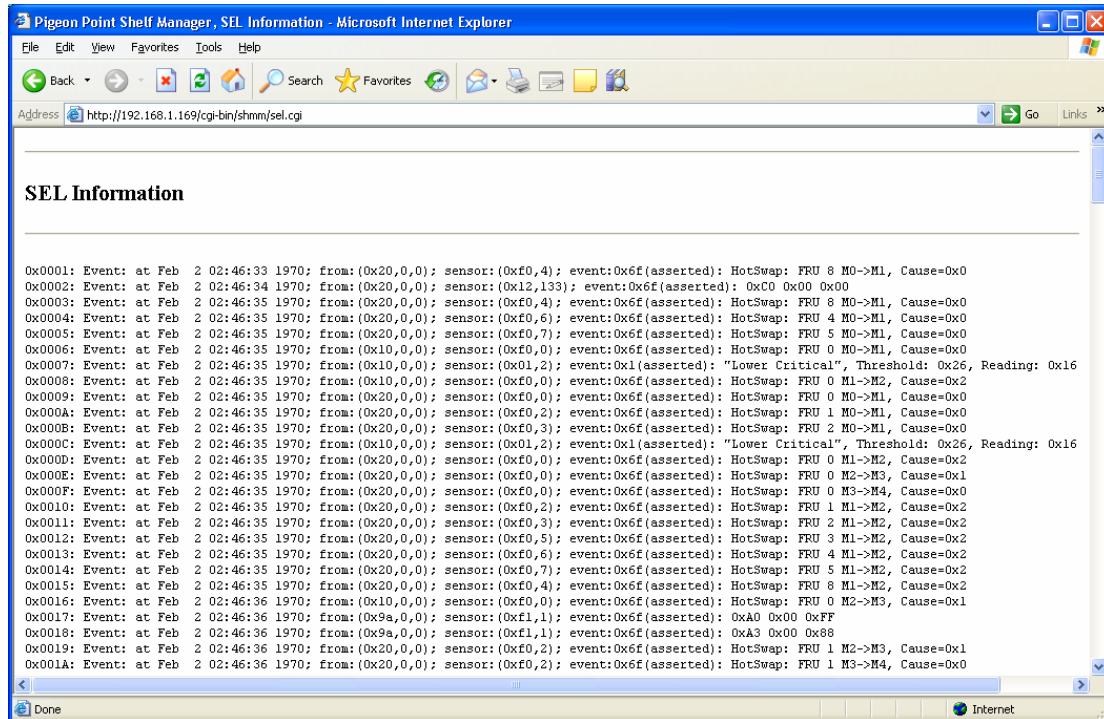 Pigeon Point Shelf Manager, SEL Information - Microsoft Internet Explorer
File Edit View Favorites Tools Help
Back Search Favorites
Address http://192.168.1.169/cgi-bin/shmm/sel.cgi Go Links »
SEL Information
0x0001: Event: at Feb 2 02:46:33 1970; from:(0x20,0,0); sensor:(0xf0,4); event:0x6f(asserted): HotSwap: FRU 8 M0->M1, Cause=0x0
0x0002: Event: at Feb 2 02:46:34 1970; from:(0x20,0,0); sensor:(0x12,133); event:0x6f(asserted): 0xC0 0x00 0x00
0x0003: Event: at Feb 2 02:46:35 1970; from:(0x20,0,0); sensor:(0xf0,4); event:0x6f(asserted): HotSwap: FRU 8 M0->M1, Cause=0x0
0x0004: Event: at Feb 2 02:46:35 1970; from:(0x20,0,0); sensor:(0xf0,6); event:0x6f(asserted): HotSwap: FRU 4 M0->M1, Cause=0x0
0x0005: Event: at Feb 2 02:46:35 1970; from:(0x20,0,0); sensor:(0xf0,7); event:0x6f(asserted): HotSwap: FRU 5 M0->M1, Cause=0x0
0x0006: Event: at Feb 2 02:46:35 1970; from:(0x10,0,0); sensor:(0xf0,0); event:0x6f(asserted): HotSwap: FRU 0 M0->M1, Cause=0x0
0x0007: Event: at Feb 2 02:46:35 1970; from:(0x10,0,0); sensor:(0x01,2); event:0x1(asserted): "Lower Critical", Threshold: 0x26, Reading: 0x16
0x0008: Event: at Feb 2 02:46:35 1970; from:(0x10,0,0); sensor:(0xf0,0); event:0x6f(asserted): HotSwap: FRU 0 M1->M2, Cause=0x2
0x0009: Event: at Feb 2 02:46:35 1970; from:(0x20,0,0); sensor:(0xf0,0); event:0x6f(asserted): HotSwap: FRU 0 M0->M1, Cause=0x0
0x000A: Event: at Feb 2 02:46:35 1970; from:(0x20,0,0); sensor:(0xf0,2); event:0x6f(asserted): HotSwap: FRU 1 M0->M1, Cause=0x0
0x000B: Event: at Feb 2 02:46:35 1970; from:(0x20,0,0); sensor:(0xf0,3); event:0x6f(asserted): HotSwap: FRU 2 M0->M1, Cause=0x0
0x000C: Event: at Feb 2 02:46:35 1970; from:(0x10,0,0); sensor:(0x01,2); event:0x1(asserted): "Lower Critical", Threshold: 0x26, Reading: 0x16
0x000D: Event: at Feb 2 02:46:35 1970; from:(0x20,0,0); sensor:(0xf0,0); event:0x6f(asserted): HotSwap: FRU 0 M1->M2, Cause=0x2
0x000E: Event: at Feb 2 02:46:35 1970; from:(0x20,0,0); sensor:(0xf0,0); event:0x6f(asserted): HotSwap: FRU 0 M2->M3, Cause=0x1
0x000F: Event: at Feb 2 02:46:35 1970; from:(0x20,0,0); sensor:(0xf0,0); event:0x6f(asserted): HotSwap: FRU 0 M3->M4, Cause=0x0
0x0010: Event: at Feb 2 02:46:35 1970; from:(0x20,0,0); sensor:(0xf0,2); event:0x6f(asserted): HotSwap: FRU 1 M1->M2, Cause=0x2
0x0011: Event: at Feb 2 02:46:35 1970; from:(0x20,0,0); sensor:(0xf0,3); event:0x6f(asserted): HotSwap: FRU 2 M1->M2, Cause=0x2
0x0012: Event: at Feb 2 02:46:35 1970; from:(0x20,0,0); sensor:(0xf0,5); event:0x6f(asserted): HotSwap: FRU 3 M1->M2, Cause=0x2
0x0013: Event: at Feb 2 02:46:35 1970; from:(0x20,0,0); sensor:(0xf0,6); event:0x6f(asserted): HotSwap: FRU 4 M1->M2, Cause=0x2
0x0014: Event: at Feb 2 02:46:35 1970; from:(0x20,0,0); sensor:(0xf0,7); event:0x6f(asserted): HotSwap: FRU 5 M1->M2, Cause=0x2
0x0015: Event: at Feb 2 02:46:35 1970; from:(0x20,0,0); sensor:(0xf0,4); event:0x6f(asserted): HotSwap: FRU 8 M1->M2, Cause=0x2
0x0016: Event: at Feb 2 02:46:36 1970; from:(0x10,0,0); sensor:(0xf0,0); event:0x6f(asserted): HotSwap: FRU 0 M2->M3, Cause=0x1
0x0017: Event: at Feb 2 02:46:36 1970; from:(0x9a,0,0); sensor:(0xf1,1); event:0x6f(asserted): 0xA0 0x00 0xFF
0x0018: Event: at Feb 2 02:46:36 1970; from:(0x9a,0,0); sensor:(0xf1,1); event:0x6f(asserted): 0xA3 0x00 0x88
0x0019: Event: at Feb 2 02:46:36 1970; from:(0x20,0,0); sensor:(0xf0,2); event:0x6f(asserted): HotSwap: FRU 1 M2->M3, Cause=0x1
0x001A: Event: at Feb 2 02:46:36 1970; from:(0x20,0,0); sensor:(0xf0,2); event:0x6f(asserted): HotSwap: FRU 1 M3->M4, Cause=0x0
Done Internet